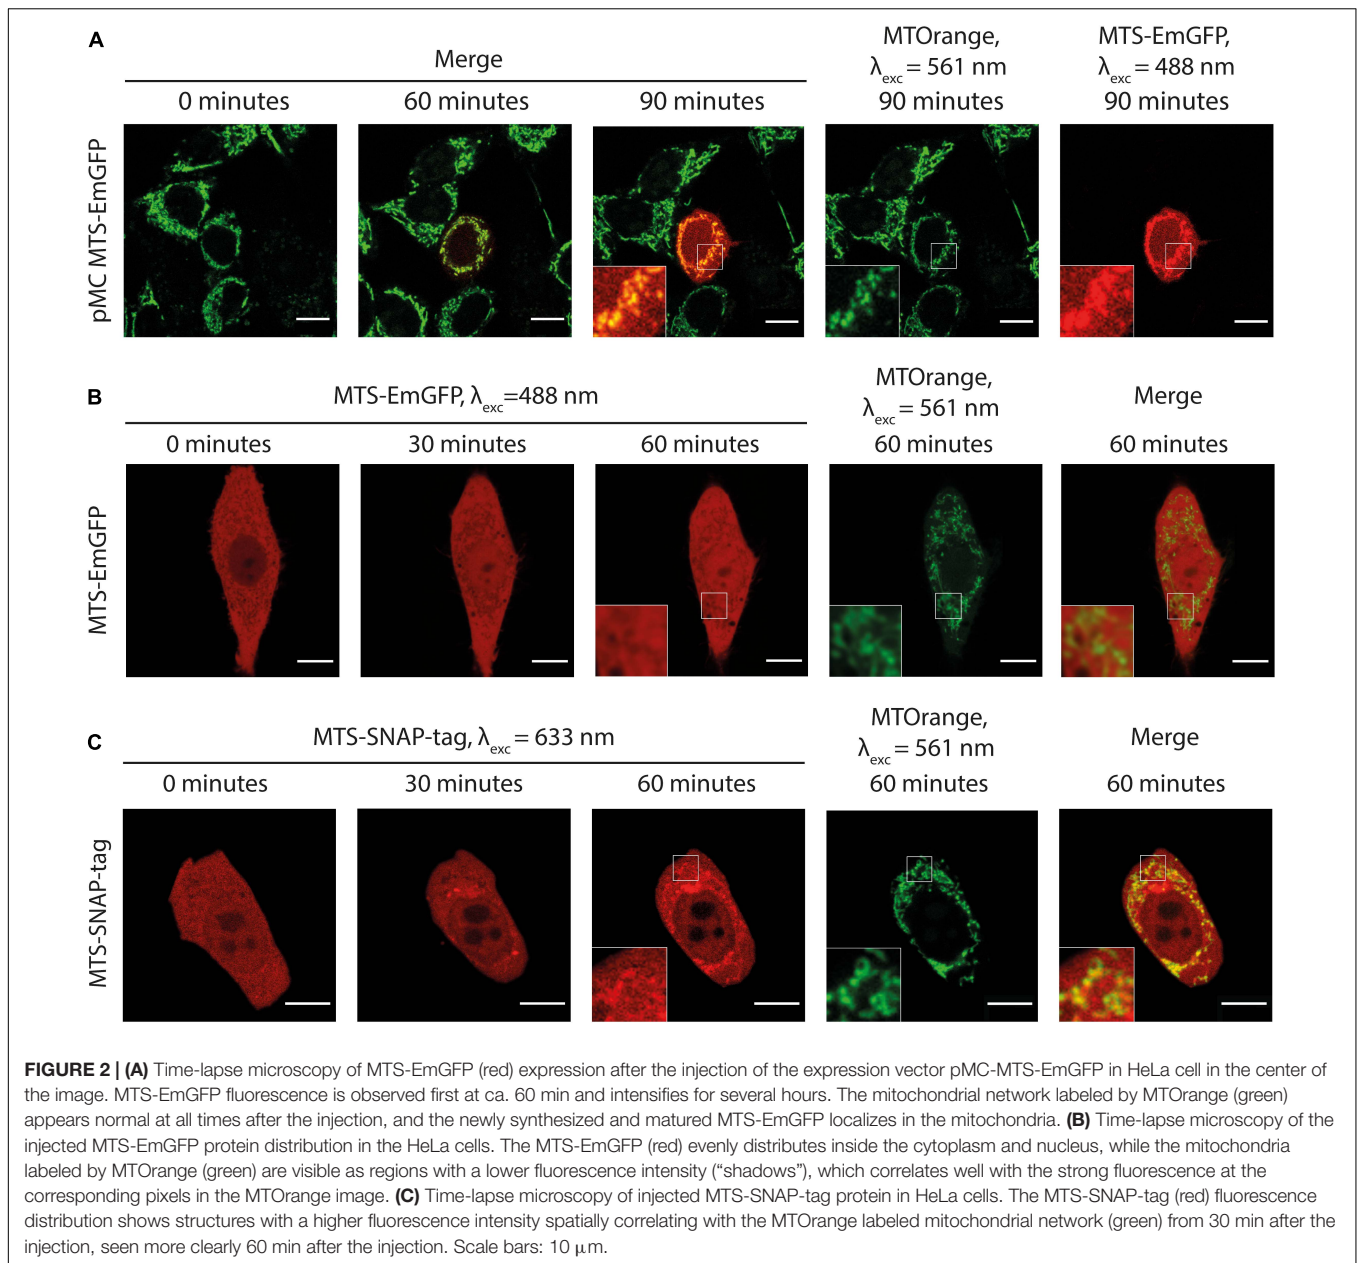 A
Merge
MTOrange,
λexc = 561 nm
MTS-EmGFP,
λexc = 488 nm
0 minutes
60 minutes
90 minutes
90 minutes
90 minutes
pMC MTS-EmGFP
B
MTS-EmGFP, λexc=488 nm
MTOrange,
λexc = 561 nm
Merge
0 minutes
30 minutes
60 minutes
60 minutes
60 minutes
MTS-EmGFP
C
MTS-SNAP-tag, λexc = 633 nm
MTOrange,
λexc = 561 nm
Merge
0 minutes
30 minutes
60 minutes
60 minutes
60 minutes
MTS-SNAP-tag
FIGURE 2 | (A) Time-lapse microscopy of MTS-EmGFP (red) expression after the injection of the expression vector pMC-MTS-EmGFP in HeLa cell in the center of
the image. MTS-EmGFP fluorescence is observed first at ca. 60 min and intensifies for several hours. The mitochondrial network labeled by MTOrange (green)
appears normal at all times after the injection, and the newly synthesized and matured MTS-EmGFP localizes in the mitochondria. (B) Time-lapse microscopy of the
injected MTS-EmGFP protein distribution in the HeLa cells. The MTS-EmGFP (red) evenly distributes inside the cytoplasm and nucleus, while the mitochondria
labeled by MTOrange (green) are visible as regions with a lower fluorescence intensity (“shadows”), which correlates well with the strong fluorescence at the
corresponding pixels in the MTOrange image. (C) Time-lapse microscopy of injected MTS-SNAP-tag protein in HeLa cells. The MTS-SNAP-tag (red) fluorescence
distribution shows structures with a higher fluorescence intensity spatially correlating with the MTOrange labeled mitochondrial network (green) from 30 min after the
injection, seen more clearly 60 min after the injection. Scale bars: 10 μm.